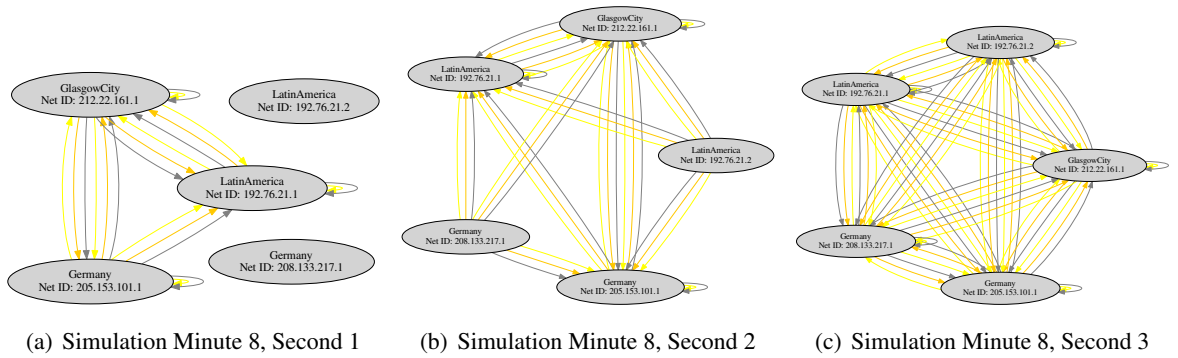 GlasgowCity
Net ID: 212.22.161.1
LatinAmerica
Net ID: 192.76.21.2
LatinAmerica
Net ID: 192.76.21.1
Germany
Net ID: 208.133.217.1
Germany
Net ID: 205.153.101.1
(a) Simulation Minute 8, Second 1
GlasgowCity
Net ID: 212.22.161.1
LatinAmerica
Net ID: 192.76.21.1
LatinAmerica
Net ID: 192.76.21.2
Germany
Net ID: 208.133.217.1
Germany
Net ID: 205.153.101.1
(b) Simulation Minute 8, Second 2
LatinAmerica
Net ID: 192.76.21.2
LatinAmerica
Net ID: 192.76.21.1
GlasgowCity
Net ID: 212.22.161.1
Germany
Net ID: 208.133.217.1
Germany
Net ID: 205.153.101.1
(c) Simulation Minute 8, Second 3